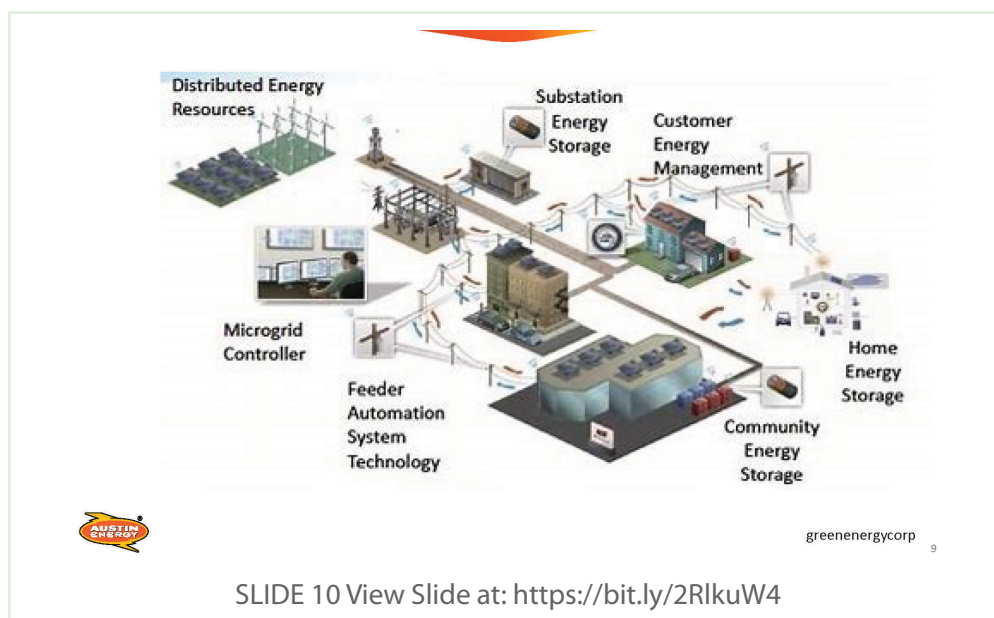 Distributed Energy
Resources
Substation
Energy
Storage
Customer
Energy
Management
Microgrid
Controller
Feeder
Automation
System
Technology
Home
Energy
Storage
Community
Energy
Storage
AUSTIN
ENERGY
®
greenenergycorp
9
SLIDE 10 View Slide at: https://bit.ly/2RlkuW4